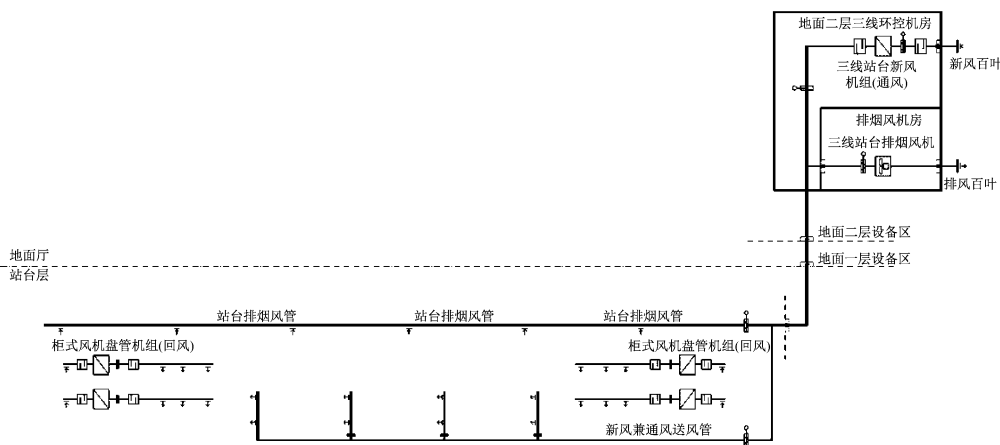 地面二层三线环控机房
新风百叶
三线站台新风
机组(通风)
排烟风机房
三线站台排烟风机
排风百叶
地面二层设备区
地面厅
地面一层设备区
站台层
站台排烟风管
站台排烟风管
站台排烟风管
柜式风机盘管机组(回风)
柜式风机盘管机组(回风)
新风兼通风送风管